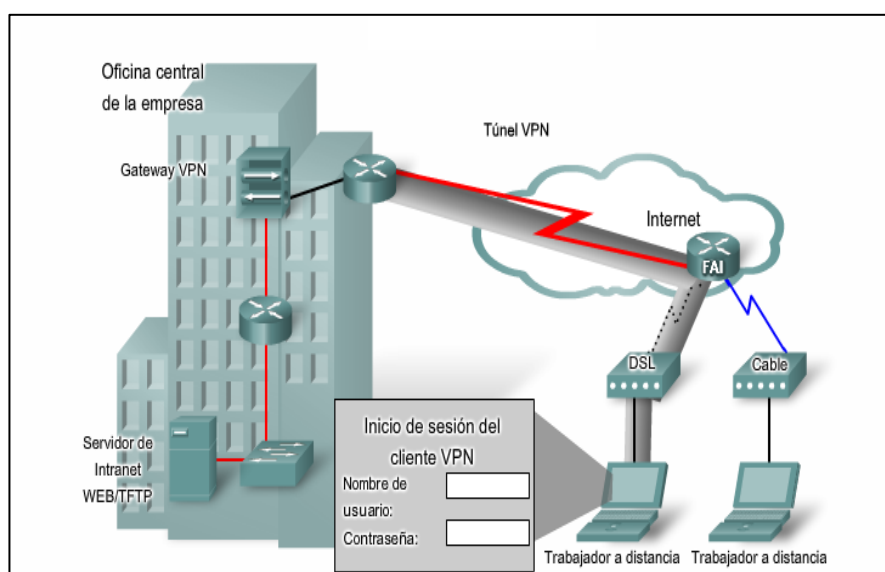 Oficina central
de la empresa
Gateway VPN
Túnel VPN
Internet
FAI
DSL
Cable
Servidor de
Intranet
WEB/TFTP
Inicio de sesión del
cliente VPN
Nombre de
usuario:
Contraseña:
Trabajador a distancia
Trabajador a distancia